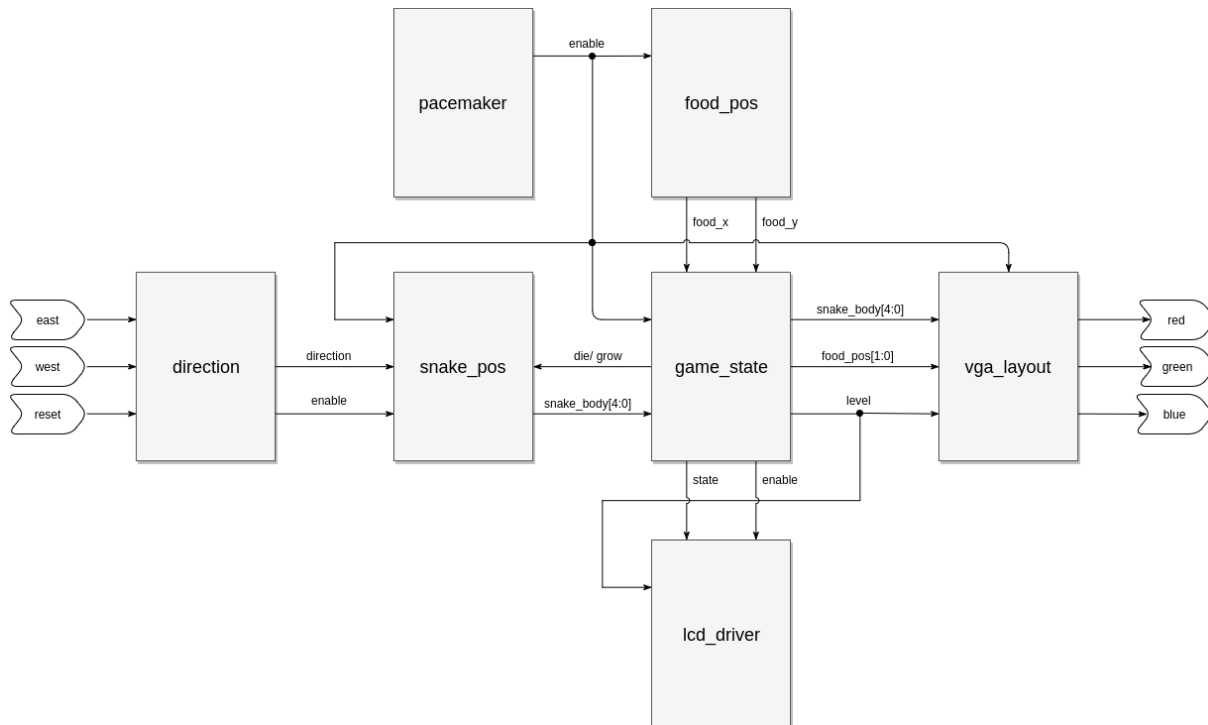 enable
pacemaker
food_pos
food_x
food_y
east
west
reset
direction
direction
enable
snake_pos
die/ grow
snake_body[4:0]
game_state
snake_body[4:0]
food_pos[1:0]
level
vga_layout
red
green
blue
state
enable
lcd_driver